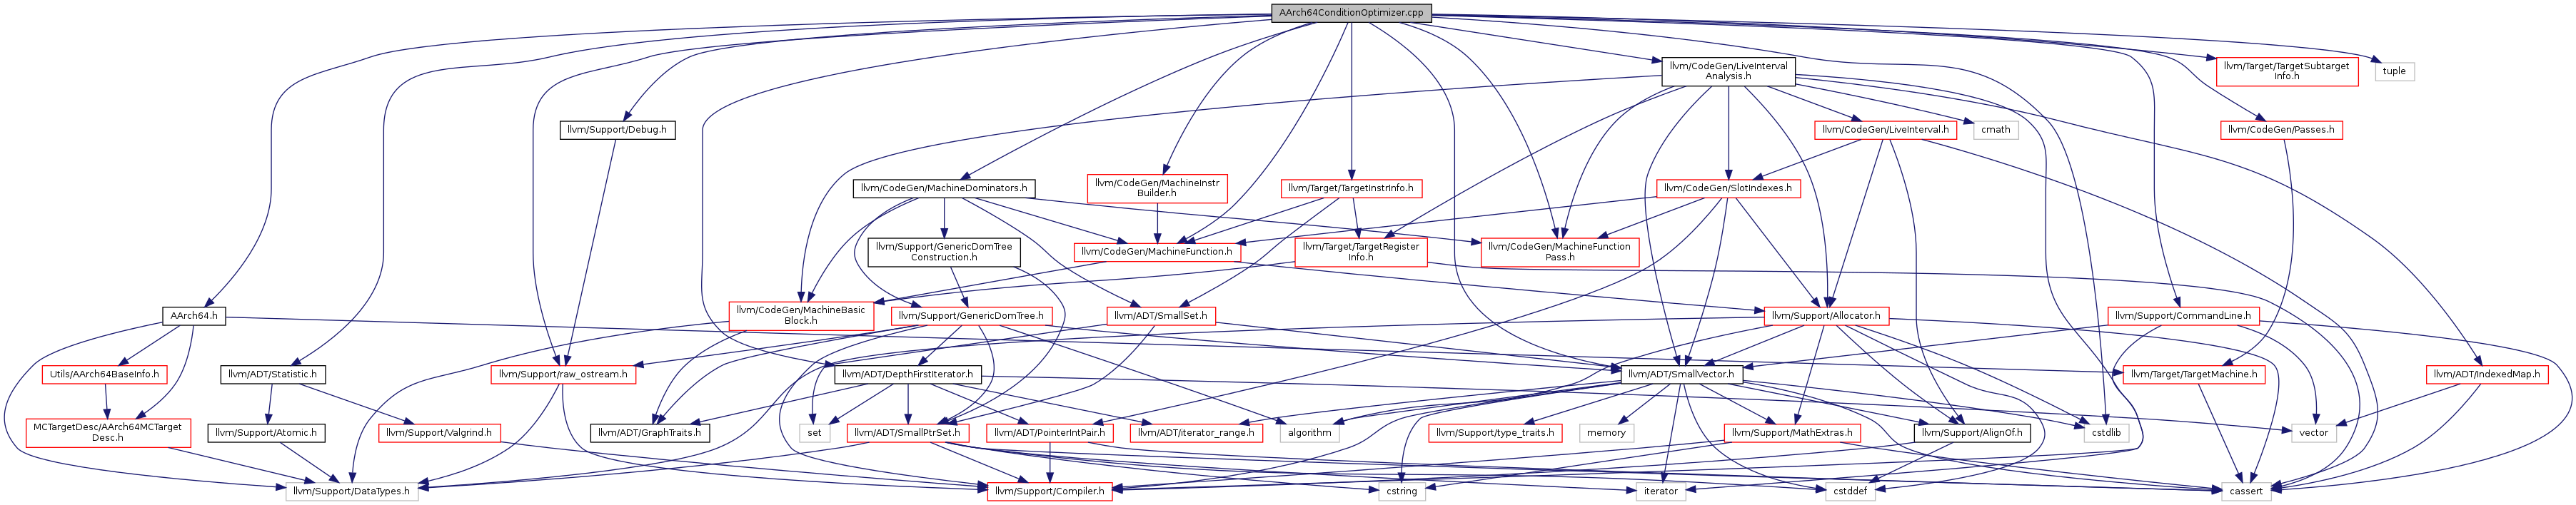 AArch64ConditionOptimizer.cpp
llvm/CodeGen/LiveInterval
Analysis.h
llvm/Target/TargetSubtarget
Info.h
tuple
llvm/Support/Debug.h
llvm/CodeGen/LiveInterval.h
cmath
llvm/CodeGen/Passes.h
llvm/CodeGen/MachineDominators.h
llvm/CodeGen/MachineInstr
Builder.h
llvm/Target/TargetInstrInfo.h
llvm/CodeGen/SlotIndexes.h
llvm/Support/GenericDomTree
Construction.h
llvm/CodeGen/MachineFunction.h
llvm/Target/TargetRegister
Info.h
llvm/CodeGen/MachineFunction
Pass.h
AArch64.h
llvm/CodeGen/MachineBasic
Block.h
llvm/Support/GenericDomTree.h
llvm/ADT/SmallSet.h
llvm/Support/Allocator.h
llvm/Support/CommandLine.h
Utils/AArch64BaseInfo.h
llvm/ADT/Statistic.h
llvm/Support/raw_ostream.h
llvm/ADT/DepthFirstIterator.h
llvm/ADT/SmallVector.h
llvm/Target/TargetMachine.h
llvm/ADT/IndexedMap.h
MCTargetDesc/AArch64MCTarget
Desc.h
llvm/Support/Atomic.h
llvm/Support/Valgrind.h
llvm/ADT/GraphTraits.h
set
llvm/ADT/SmallPtrSet.h
llvm/ADT/PointerIntPair.h
llvm/ADT/iterator_range.h
algorithm
llvm/Support/type_traits.h
memory
llvm/Support/MathExtras.h
llvm/Support/AlignOf.h
cstdlib
vector
llvm/Support/DataTypes.h
llvm/Support/Compiler.h
cstring
iterator
cstddef
cassert